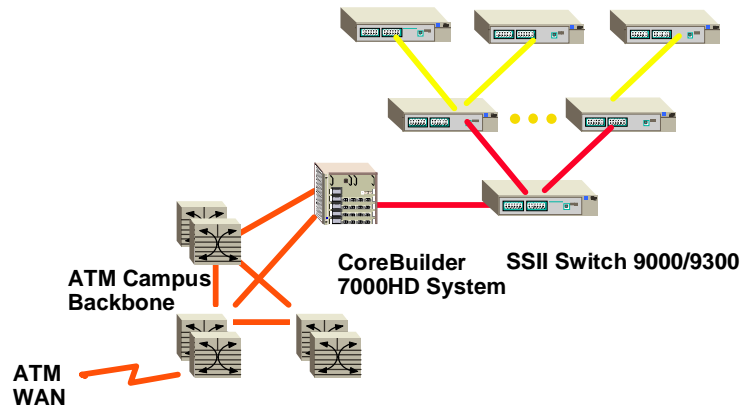 ATM Campus
Backbone
CoreBuilder
7000HD System
SSII Switch 9000/9300
ATM
WAN